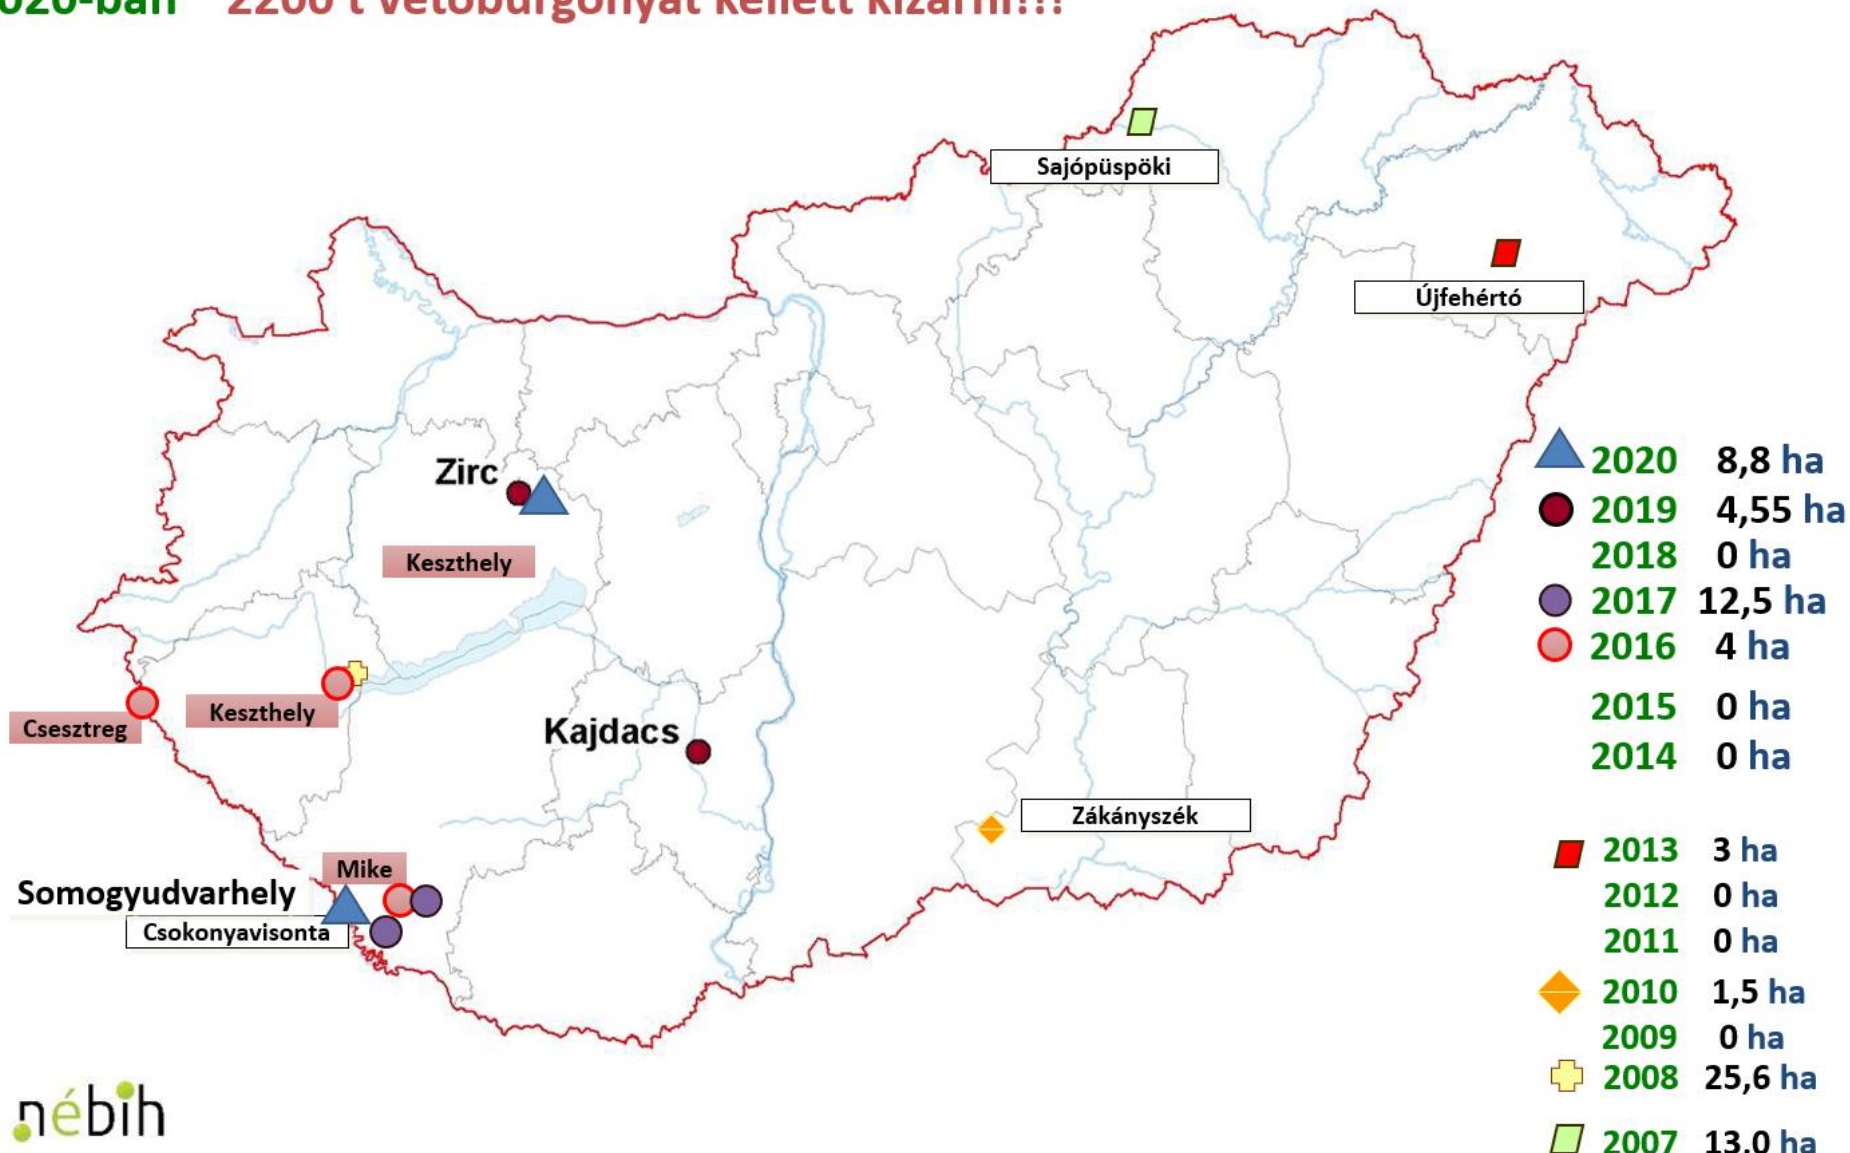 2200 t vetőburgonyát kellett kizárni!!!
Sajópüspöki
Újfehértó
Zirc
Keszthely
Csesztreg
Keszthely
Kajdacs
Zákányszék
Mike
Somogyudvarhely
Csokonyavisonta
2020 8,8 ha
2019 4,55 ha
2018 0 ha
2017 12,5 ha
2016 4 ha
2015 0 ha
2014 0 ha
2013 3 ha
2012 0 ha
2011 0 ha
2010 1,5 ha
2009 0 ha
2008 25,6 ha
2007 13,0 ha
nébih